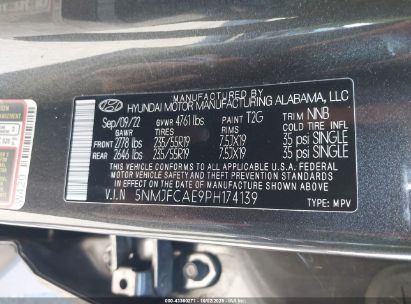 MANUFACTURED BY
HYUNDAI MOTOR MANUFACTURING ALABAMA, LLC
Sep/09/22 GVWR 4761 lbs PAINT T2G TRIM NNB
GAWR TIRES RIMS COLD TIRE INF.
FRONT 2778 lbs 235/55R19 7.5JX19 35 psi SINGLE
REAR 2646 lbs 235/55R19 7.5JX19 35 psi SINGLE
THIS VEHICLE CONFORMS TO ALL APPLICABLE U.S.A. FEDERAL
MOTOR VEHICLE SAFETY, BUMPER, AND THEFT PREVENTION STANDARDS
IN EFFECT ON THE DATE OF MANUFACTURE SHOWN ABOVE.
V.I.N 5NMJFCAE9PH174139
TYPE: MPV